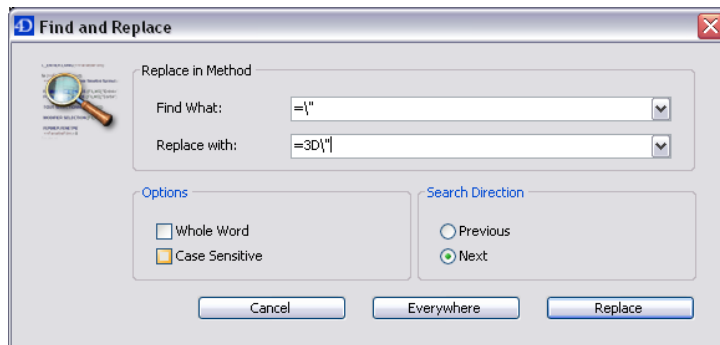 4D Find and Replace
Replace in Method
Find What: =\"
Replace with: =3D\"
Options
Whole Word
Case Sensitive
Search Direction
Previous
Next
Cancel
Everywhere
Replace